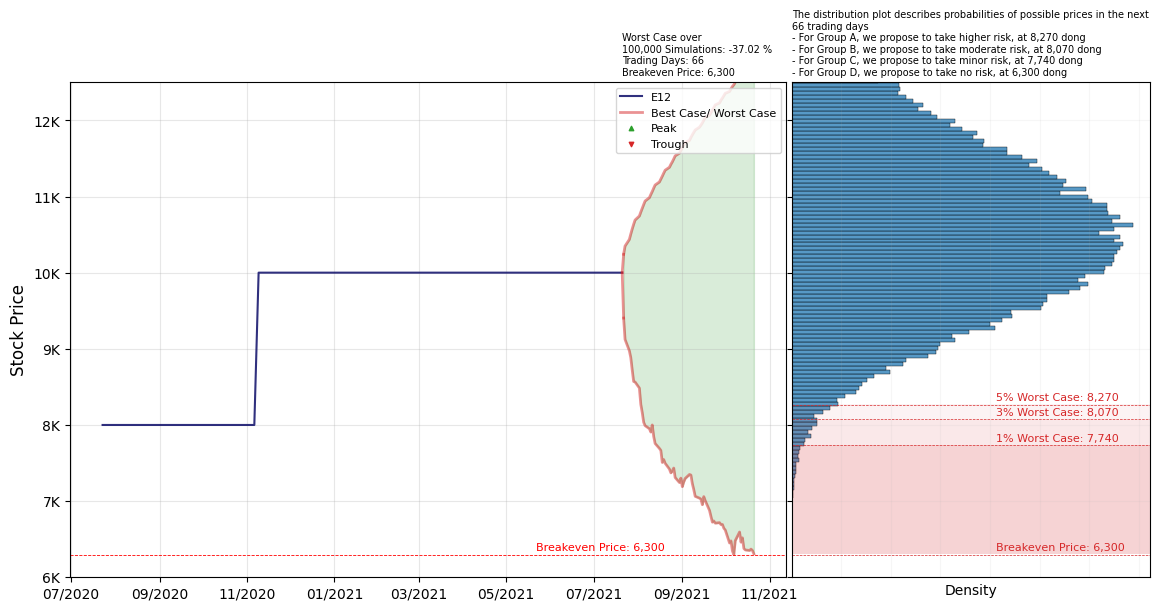 The distribution plot describes probabilities of possible prices in the next
66 trading days
- For Group A, we propose to take higher risk, at 8,270 dong
- For Group B, we propose to take moderate risk, at 8,070 dong
- For Group C, we propose to take minor risk, at 7,740 dong
- For Group D, we propose to take no risk, at 6,300 dong
Worst Case over
100,000 Simulations: -37.02 %
Trading Days: 66
Breakeven Price: 6,300
E12
Best Case/ Worst Case
Peak
Trough
Stock Price
12K
11K
10K
9K
8K
7K
6K
Breakeven Price: 6,300
07/2020
09/2020
11/2020
01/2021
03/2021
05/2021
07/2021
09/2021
11/2021
5% Worst Case: 8,270
3% Worst Case: 8,070
1% Worst Case: 7,740
Breakeven Price: 6,300
Density